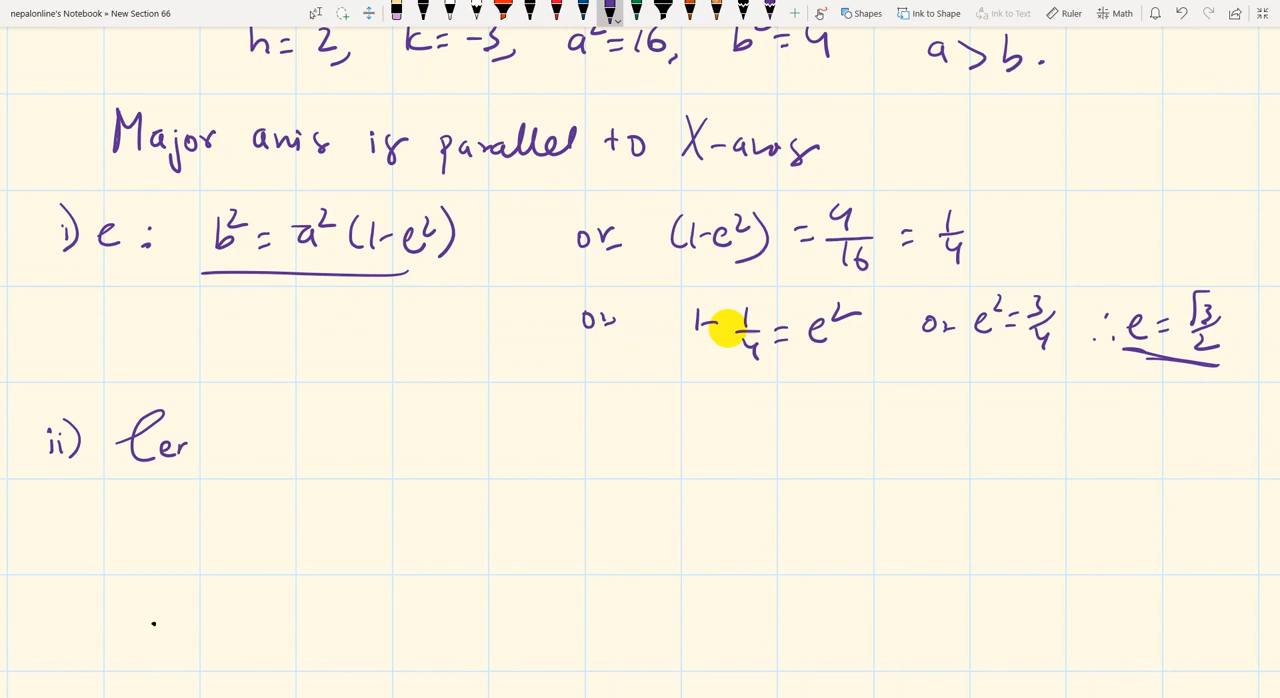 nepalonline's Notebook » New Section 66
Shapes Ink to Shape Ink to Text Ruler Math
h = 2, k = -3, a² = 16, b² = 4 a > b.
Major axis is parallel to X-axis
i) e : b² = a² (1-e²) or (1-e²) = 4/16 = 1/4
or 1 - 1/4 = e² or e² = 3/4 ∴ e = √3/2
ii) Cen